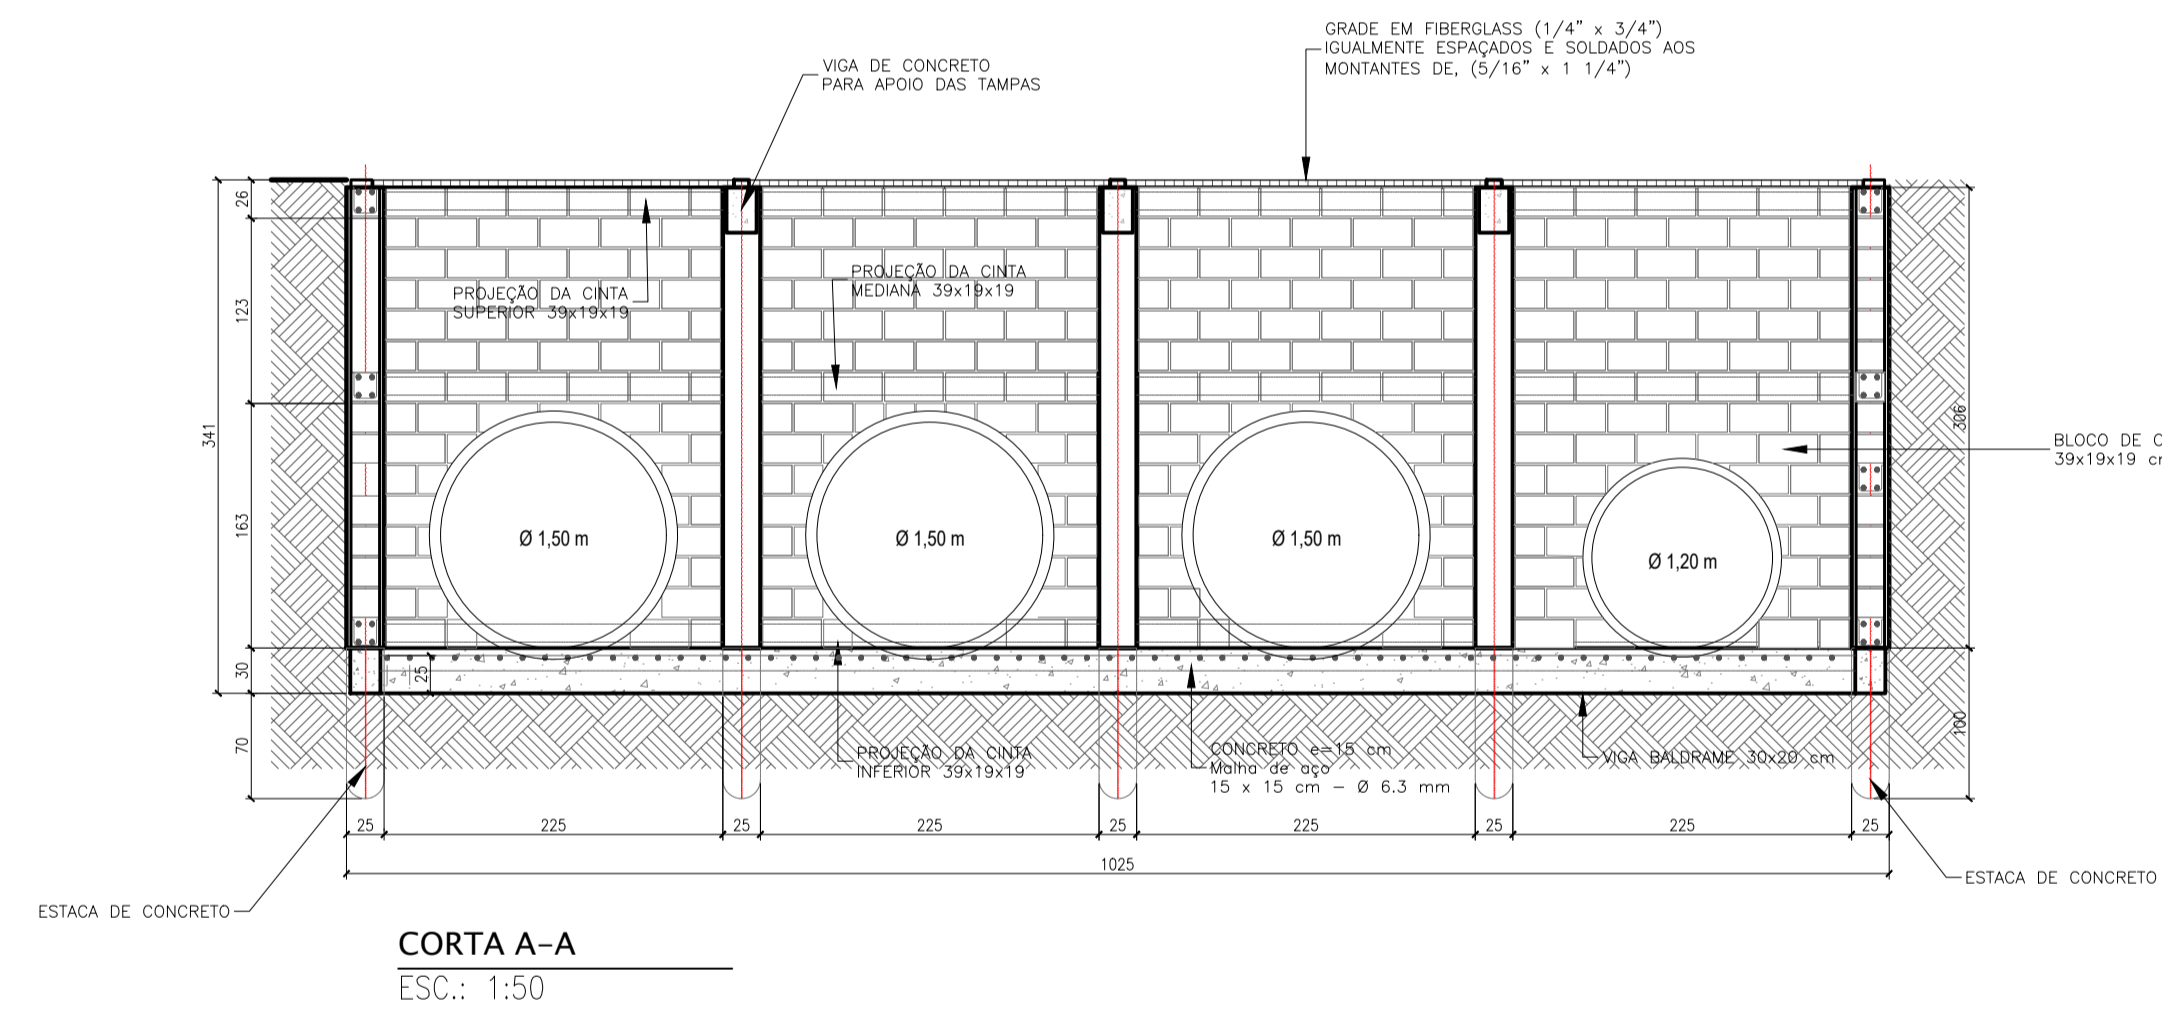 GRADE EM FIBERGLASS (1/4" x 3/4")
IGUALMENTE ESPAÇADOS E SOLDADOS AOS
MONTANTES DE, (5/16" x 1 1/4")
VIGA DE CONCRETO
PARA APOIO DAS TAMPAS
26
123
341
163
30
70
25
PROJEÇÃO DA CINTA
SUPERIOR 39x19x19
PROJEÇÃO DA CINTA
MEDIANA 39x19x19
306
BLOCO DE C
39x19x19 cm
Ø 1,50 m
Ø 1,50 m
Ø 1,50 m
Ø 1,20 m
100
PROJEÇÃO DA CINTA
INFERIOR 39x19x19
CONCRETO e=15 cm
Malha de aço
15 x 15 cm – Ø 6.3 mm
VIGA BALDRAME 30x20 cm
25 225 25 225 25 225 25 225 25
1025
ESTACA DE CONCRETO
ESTACA DE CONCRETO
CORTA A–A
ESC.: 1:50